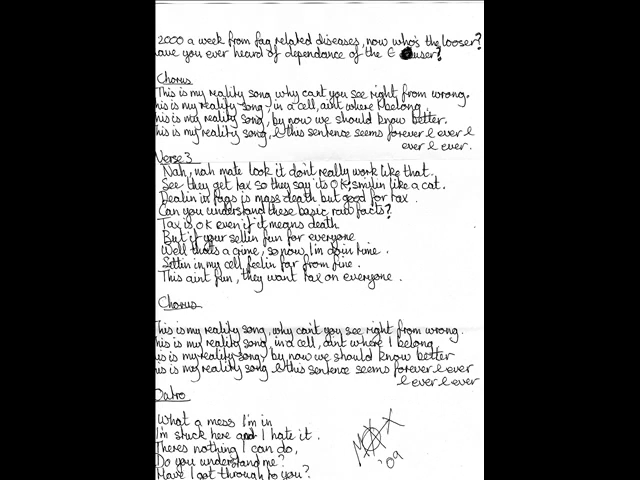 2000 a week from fag related diseases, now who's the looser?
ave you ever heard of dependance of the E user?
Chorus
This is my reality song why cant you see right from wrong.
his is my reality song, in a cell, aint where I belong.
his is my reality song, by now we should know better.
his is my reality song, & this sentence seems forever & ever &
ever & ever.
Verse 3
Nah, nah mate look it don't really work like that.
See they get tax so they say its OK, smilin like a cat.
Dealin in fags is mass death but good for tax.
Can you understand these basic raw facts?
Tax is OK even if it means death
But if your sellin fun for everyone
Well thats a crime, so now I'm doin time.
Sittin in my cell feelin far from fine.
This aint fun, they want tax on everyone.
Chorus
This is my reality song, why can't you see right from wrong.
his is my reality song, in a cell, aint where I belong
his is my reality song, by now we should know better
his is my reality song & this sentence seems forever & ever
& ever & ever
Outro
What a mess I'm in
I'm stuck here and I hate it.
Theres nothing I can do,
Do you understand me?
Have I got through to you?
MAX
'09